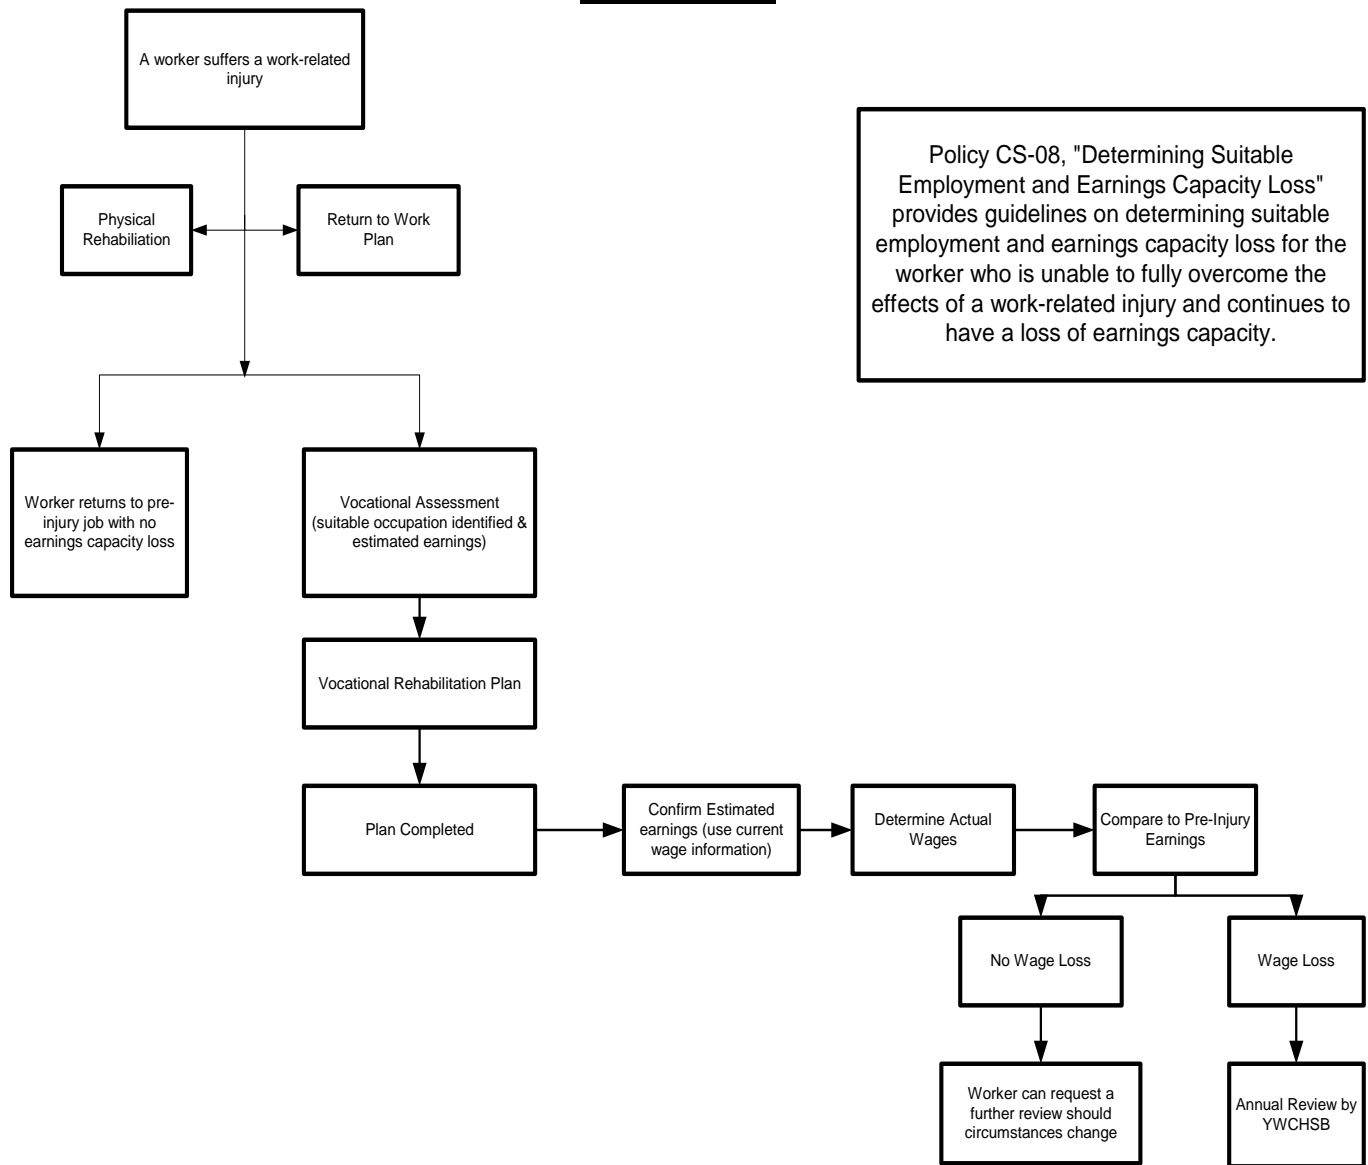 A worker suffers a work-related
injury
Policy CS-08, "Determining Suitable
Employment and Earnings Capacity Loss"
provides guidelines on determining suitable
employment and earnings capacity loss for the
worker who is unable to fully overcome the
effects of a work-related injury and continues to
have a loss of earnings capacity.
Physical
Rehabiliation
Return to Work
Plan
Worker returns to pre-
injury job with no
earnings capacity loss
Vocational Assessment
(suitable occupation identified &
estimated earnings)
Vocational Rehabilitation Plan
Plan Completed
Confirm Estimated
earnings (use current
wage information)
Determine Actual
Wages
Compare to Pre-Injury
Earnings
No Wage Loss
Wage Loss
Worker can request a
further review should
circumstances change
Annual Review by
YWCHSB